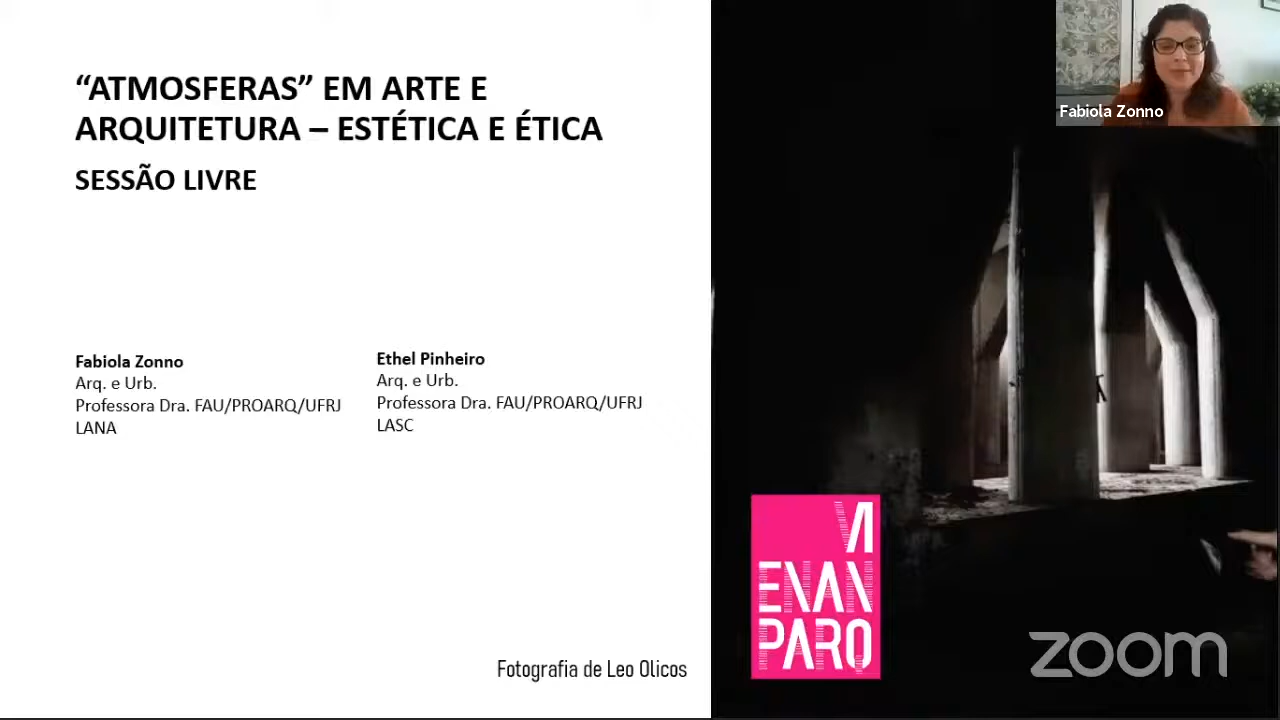 “ATMOSFERAS” EM ARTE E
ARQUITETURA – ESTÉTICA E ÉTICA
SESSÃO LIVRE
Fabiola Zonno
Arq. e Urb.
Professora Dra. FAU/PROARQ/UFRJ
LANA
Ethel Pinheiro
Arq. e Urb.
Professora Dra. FAU/PROARQ/UFRJ
LASC
Fotografia de Leo Olicos
Fabiola Zonno
VI
ENAN
PARQ
zoom